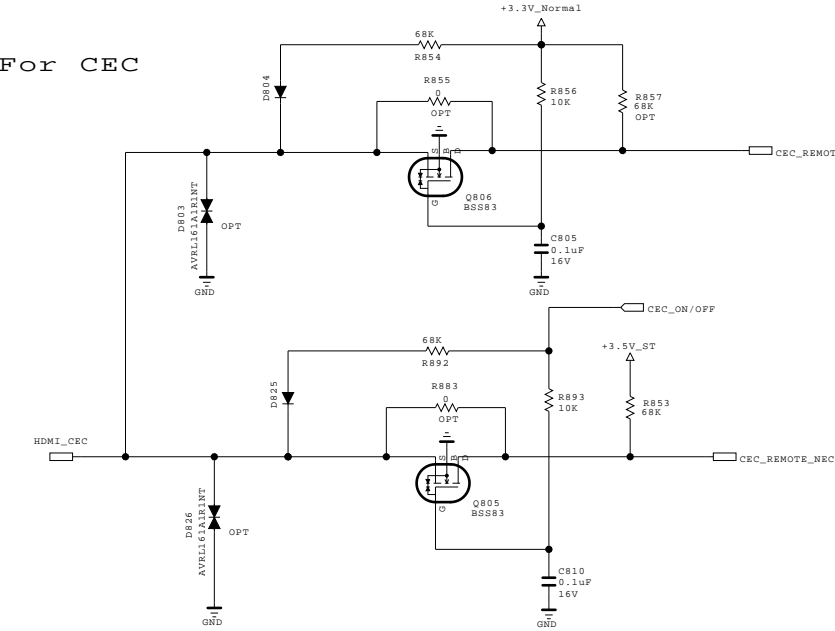 +3.3V_Normal
For CEC
68K
R854
D804
R855
0
OPT
R856
10K
R857
68K
OPT
S
B
D
CEC_REMOT
D803
AVRL161A1R1NT
OPT
G
Q806
BSS83
C805
0.1uF
16V
GND
GND
CEC_ON/OFF
68K
R892
+3.5V_ST
D825
R883
0
OPT
R893
10K
R853
68K
HDMI_CEC
S
B
D
CEC_REMOTE_NEC
D826
AVRL161A1R1NT
OPT
G
Q805
BSS83
C810
0.1uF
16V
GND
GND